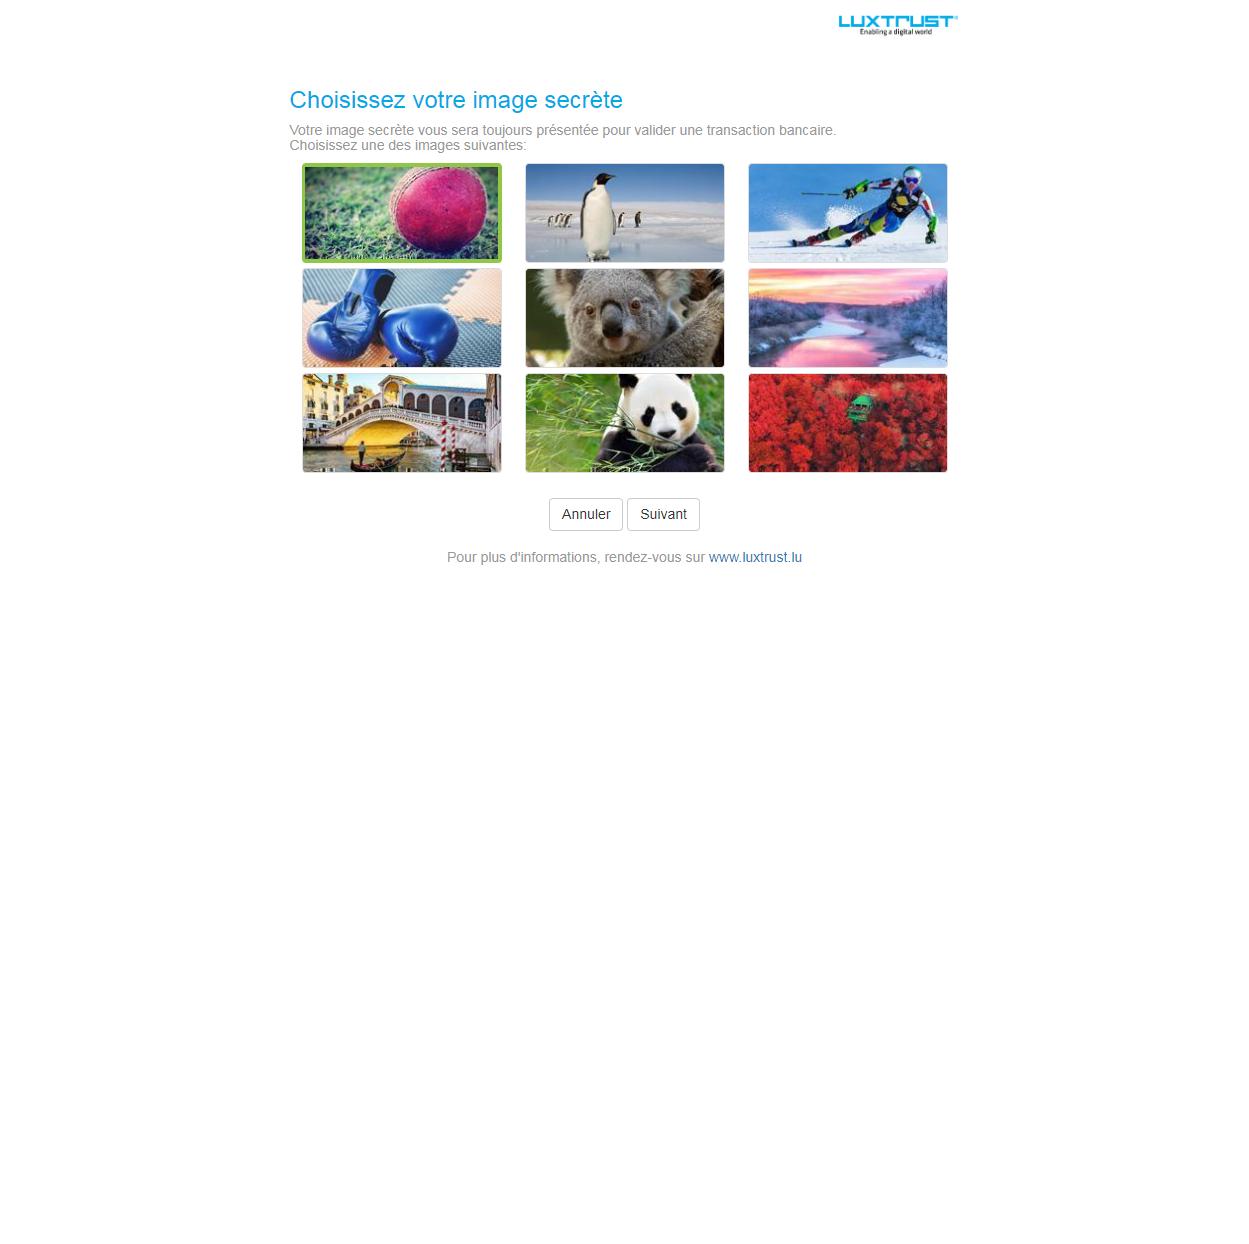 LUXTRUST
Enabling a digital world
Choisissez votre image secrète
Votre image secrète vous sera toujours présentée pour valider une transaction bancaire.
Choisissez une des images suivantes:
Annuler Suivant
Pour plus d'informations, rendez-vous sur www.luxtrust.lu